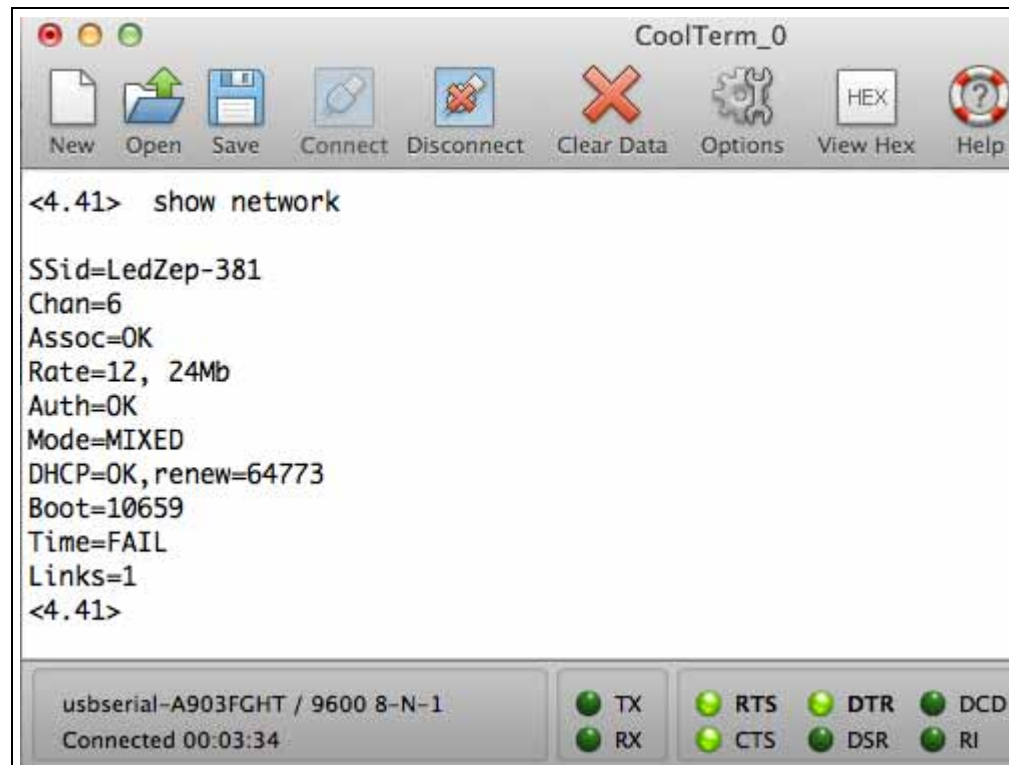 CoolTerm_0
New Open Save Connect Disconnect Clear Data Options HEX View Hex ? Help
<4.41> show network
SSid=LedZep-381
Chan=6
Assoc=OK
Rate=12, 24Mb
Auth=OK
Mode=MIXED
DHCP=OK,renew=64773
Boot=10659
Time=FAIL
Links=1
<4.41>
usbserial-A903FGHT / 9600 8-N-1 TX RTS DTR DCD
Connected 00:03:34 RX CTS DSR RI